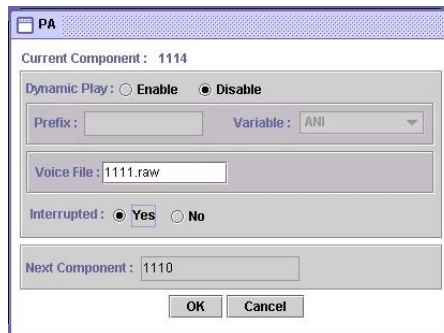 PA
Current Component : 1114
Dynamic Play : Enable Disable
Prefix : Variable : ANI
Voice File : 1111.raw
Interrupted : Yes No
Next Component : 1110
OK Cancel